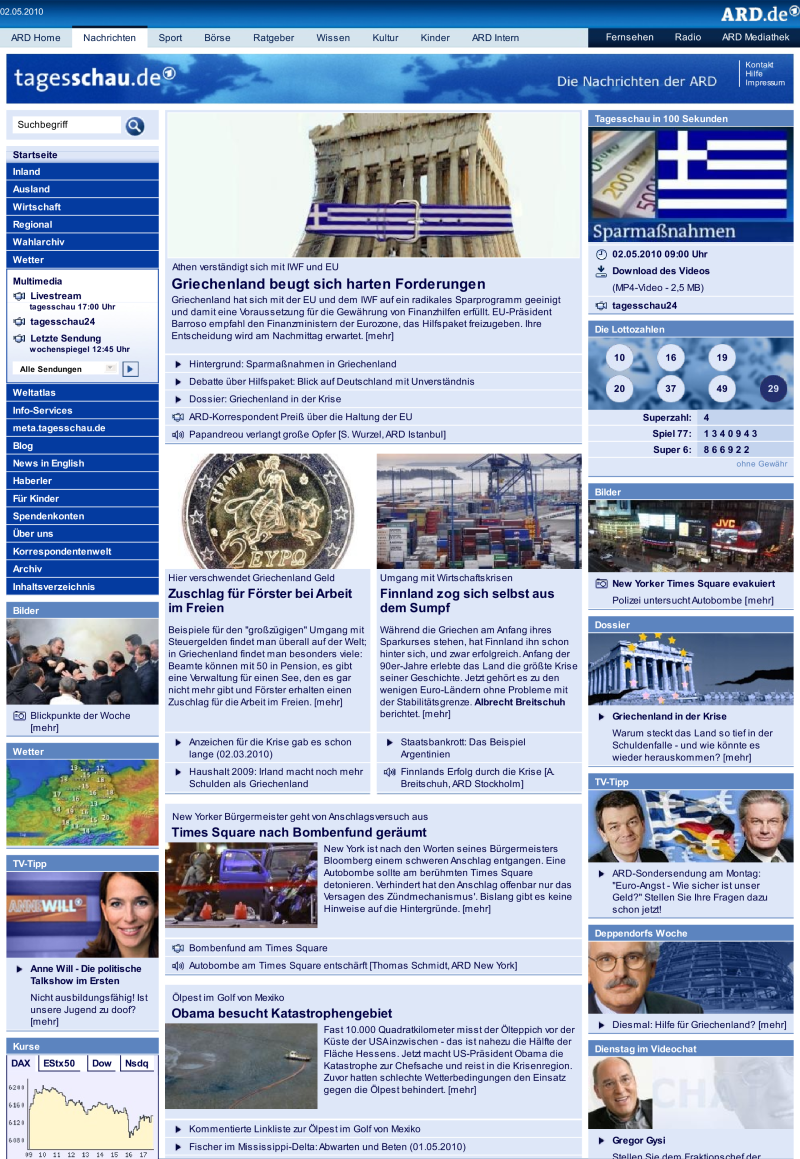 02.05.2010
ARD.de
ARD Home Nachrichten Sport Börse Ratgeber Wissen Kultur Kinder ARD Intern Fernsehen Radio ARD Mediathek
tagesschau.de
Die Nachrichten der ARD
Kontakt
Hilfe
Impressum
Suchbegriff
Startseite
Inland
Ausland
Wirtschaft
Regional
Wahlarchiv
Wetter
Multimedia
Livestream
tagesschau 17:00 Uhr
tagesschau24
Letzte Sendung
wochenspiegel 12:45 Uhr
Alle Sendungen
Weltatlas
Info-Services
meta.tagesschau.de
Blog
News in English
Haberler
Für Kinder
Spendenkonten
Über uns
Korrespondentenwelt
Archiv
Inhaltsverzeichnis
Bilder
Blickpunkte der Woche
[mehr]
Wetter
TV-Tipp
ANNE WILL
Anne Will - Die politische
Talkshow im Ersten
Nicht ausbildungsfähig! Ist
unsere Jugend zu doof?
[mehr]
Kurse
DAX EStx50 Dow Nsdq
6200
6160
6120
6080
09 10 11 12 13 14 15 16 17
Athen verständigt sich mit IWF und EU
Griechenland beugt sich harten Forderungen
Griechenland hat sich mit der EU und dem IWF auf ein radikales Sparprogramm geeinigt
und damit eine Voraussetzung für die Gewährung von Finanzhilfen erfüllt. EU-Präsident
Barroso empfahl den Finanzministern der Eurozone, das Hilfspaket freizugeben. Ihre
Entscheidung wird am Nachmittag erwartet. [mehr]
Hintergrund: Sparmaßnahmen in Griechenland
Debatte über Hilfspaket: Blick auf Deutschland mit Unverständnis
Dossier: Griechenland in der Krise
ARD-Korrespondent Preiß über die Haltung der EU
Papandreou verlangt große Opfer [S. Wurzel, ARD Istanbul]
ΕΥΡΩΠΗ
2 ΕΥΡΩ
Hier verschwendet Griechenland Geld
Zuschlag für Förster bei Arbeit
im Freien
Beispiele für den "großzügigen" Umgang mit
Steuergelden findet man überall auf der Welt;
in Griechenland findet man besonders viele:
Beamte können mit 50 in Pension, es gibt
eine Verwaltung für einen See, den es gar
nicht mehr gibt und Förster erhalten einen
Zuschlag für die Arbeit im Freien. [mehr]
Anzeichen für die Krise gab es schon
lange (02.03.2010)
Haushalt 2009: Irland macht noch mehr
Schulden als Griechenland
Umgang mit Wirtschaftskrisen
Finnland zog sich selbst aus
dem Sumpf
Während die Griechen am Anfang ihres
Sparkurses stehen, hat Finnland ihn schon
hinter sich, und zwar erfolgreich. Anfang der
90er-Jahre erlebte das Land die größte Krise
seiner Geschichte. Jetzt gehört es zu den
wenigen Euro-Ländern ohne Probleme mit
der Stabilitätsgrenze. Albrecht Breitschuh
berichtet. [mehr]
Staatsbankrott: Das Beispiel
Argentinien
Finnlands Erfolg durch die Krise [A.
Breitschuh, ARD Stockholm]
New Yorker Bürgermeister geht von Anschlagsversuch aus
Times Square nach Bombenfund geräumt
New York ist nach den Worten seines Bürgermeisters
Bloomberg einem schweren Anschlag entgangen. Eine
Autobombe sollte am berühmten Times Square
detonieren. Verhindert hat den Anschlag offenbar nur das
Versagen des Zündmechanismus'. Bislang gibt es keine
Hinweise auf die Hintergründe. [mehr]
Bombenfund am Times Square
Autobombe am Times Square entschärft [Thomas Schmidt, ARD New York]
Ölpest im Golf von Mexiko
Obama besucht Katastrophengebiet
Fast 10.000 Quadratkilometer misst der Ölteppich vor der
Küste der USAinzwischen - das ist nahezu die Hälfte der
Fläche Hessens. Jetzt macht US-Präsident Obama die
Katastrophe zur Chefsache und reist in die Krisenregion.
Zuvor hatten schlechte Wetterbedingungen den Einsatz
gegen die Ölpest behindert. [mehr]
Kommentierte Linkliste zur Ölpest im Golf von Mexiko
Fischer im Mississippi-Delta: Abwarten und Beten (01.05.2010)
Tagesschau in 100 Sekunden
Sparmaßnahmen
02.05.2010 09:00 Uhr
Download des Videos
(MP4-Video - 2,5 MB)
tagesschau24
Die Lottozahlen
10 16 19
20 37 49 29
Superzahl: 4
Spiel 77: 1 3 4 0 9 4 3
Super 6: 8 6 6 9 2 2
ohne Gewähr
Bilder
JVC
New Yorker Times Square evakuiert
Polizei untersucht Autobombe [mehr]
Dossier
Griechenland in der Krise
Warum steckt das Land so tief in der
Schuldenfalle - und wie könnte es
wieder herauskommen? [mehr]
TV-Tipp
ARD-Sondersendung am Montag:
"Euro-Angst - Wie sicher ist unser
Geld?" Stellen Sie Ihre Fragen dazu
schon jetzt!
Deppendorfs Woche
Diesmal: Hilfe für Griechenland? [mehr]
Dienstag im Videochat
CHA
Gregor Gysi
Stellen Sie dem Fraktionschef der